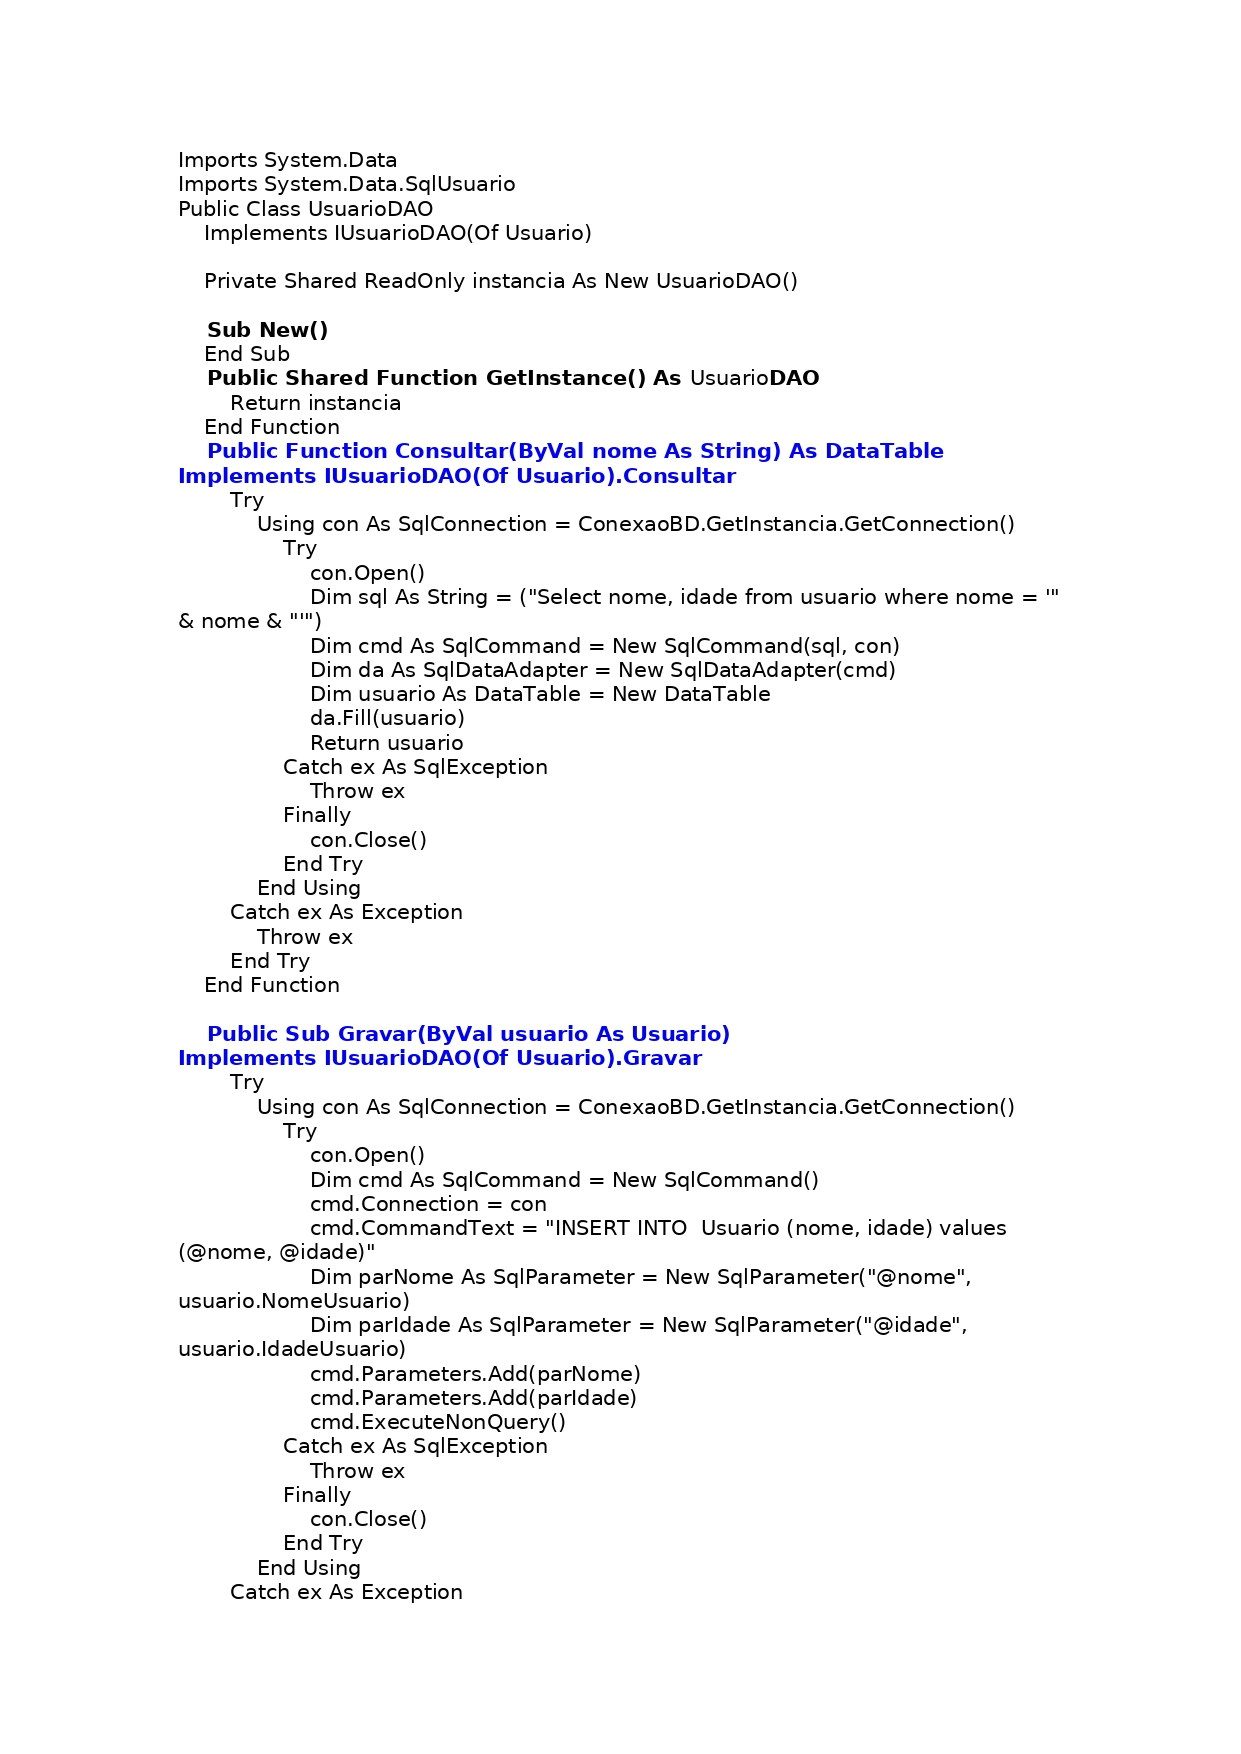 Imports System.Data
Imports System.Data.SqlUsuario
Public Class UsuarioDAO
    Implements IUsuarioDAO(Of Usuario)

    Private Shared ReadOnly instancia As New UsuarioDAO()

    Sub New()
    End Sub
    Public Shared Function GetInstance() As UsuarioDAO
        Return instancia
    End Function
    Public Function Consultar(ByVal nome As String) As DataTable
Implements IUsuarioDAO(Of Usuario).Consultar
        Try
            Using con As SqlConnection = ConexaoBD.GetInstancia.GetConnection()
                Try
                    con.Open()
                    Dim sql As String = ("Select nome, idade from usuario where nome = '"
& nome & "'")
                    Dim cmd As SqlCommand = New SqlCommand(sql, con)
                    Dim da As SqlDataAdapter = New SqlDataAdapter(cmd)
                    Dim usuario As DataTable = New DataTable
                    da.Fill(usuario)
                    Return usuario
                Catch ex As SqlException
                    Throw ex
                Finally
                    con.Close()
                End Try
            End Using
        Catch ex As Exception
            Throw ex
        End Try
    End Function

    Public Sub Gravar(ByVal usuario As Usuario)
Implements IUsuarioDAO(Of Usuario).Gravar
        Try
            Using con As SqlConnection = ConexaoBD.GetInstancia.GetConnection()
                Try
                    con.Open()
                    Dim cmd As SqlCommand = New SqlCommand()
                    cmd.Connection = con
                    cmd.CommandText = "INSERT INTO  Usuario (nome, idade) values
(@nome, @idade)"
                    Dim parNome As SqlParameter = New SqlParameter("@nome",
usuario.NomeUsuario)
                    Dim parIdade As SqlParameter = New SqlParameter("@idade",
usuario.IdadeUsuario)
                    cmd.Parameters.Add(parNome)
                    cmd.Parameters.Add(parIdade)
                    cmd.ExecuteNonQuery()
                Catch ex As SqlException
                    Throw ex
                Finally
                    con.Close()
                End Try
            End Using
        Catch ex As Exception